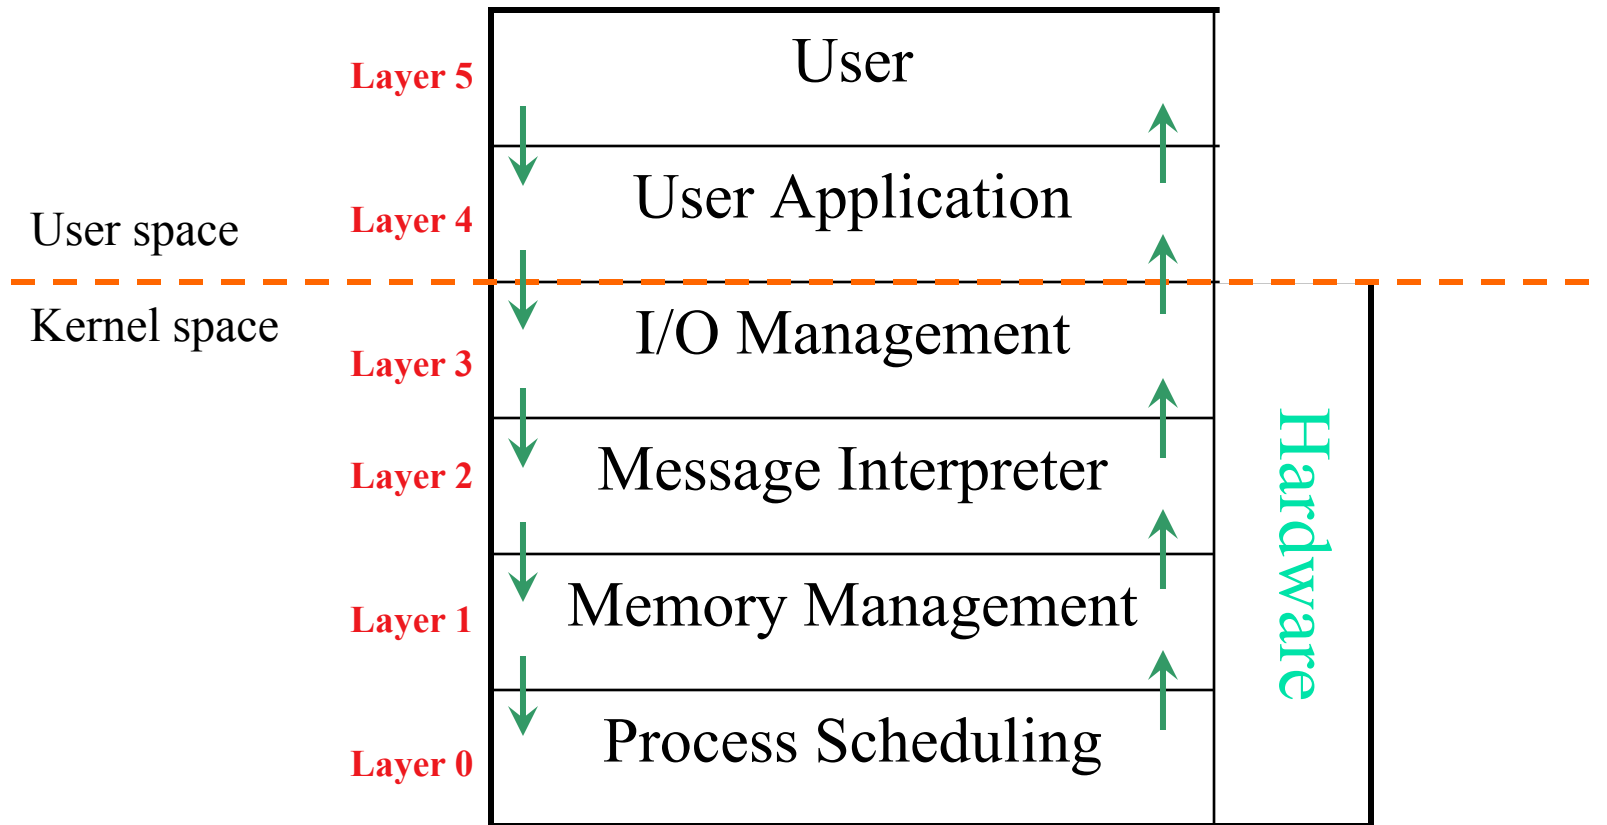 User
Layer 5
User Application
Layer 4
User space
Kernel space
I/O Management
Layer 3
Message Interpreter
Layer 2
Memory Management
Layer 1
Process Scheduling
Layer 0
Hardware